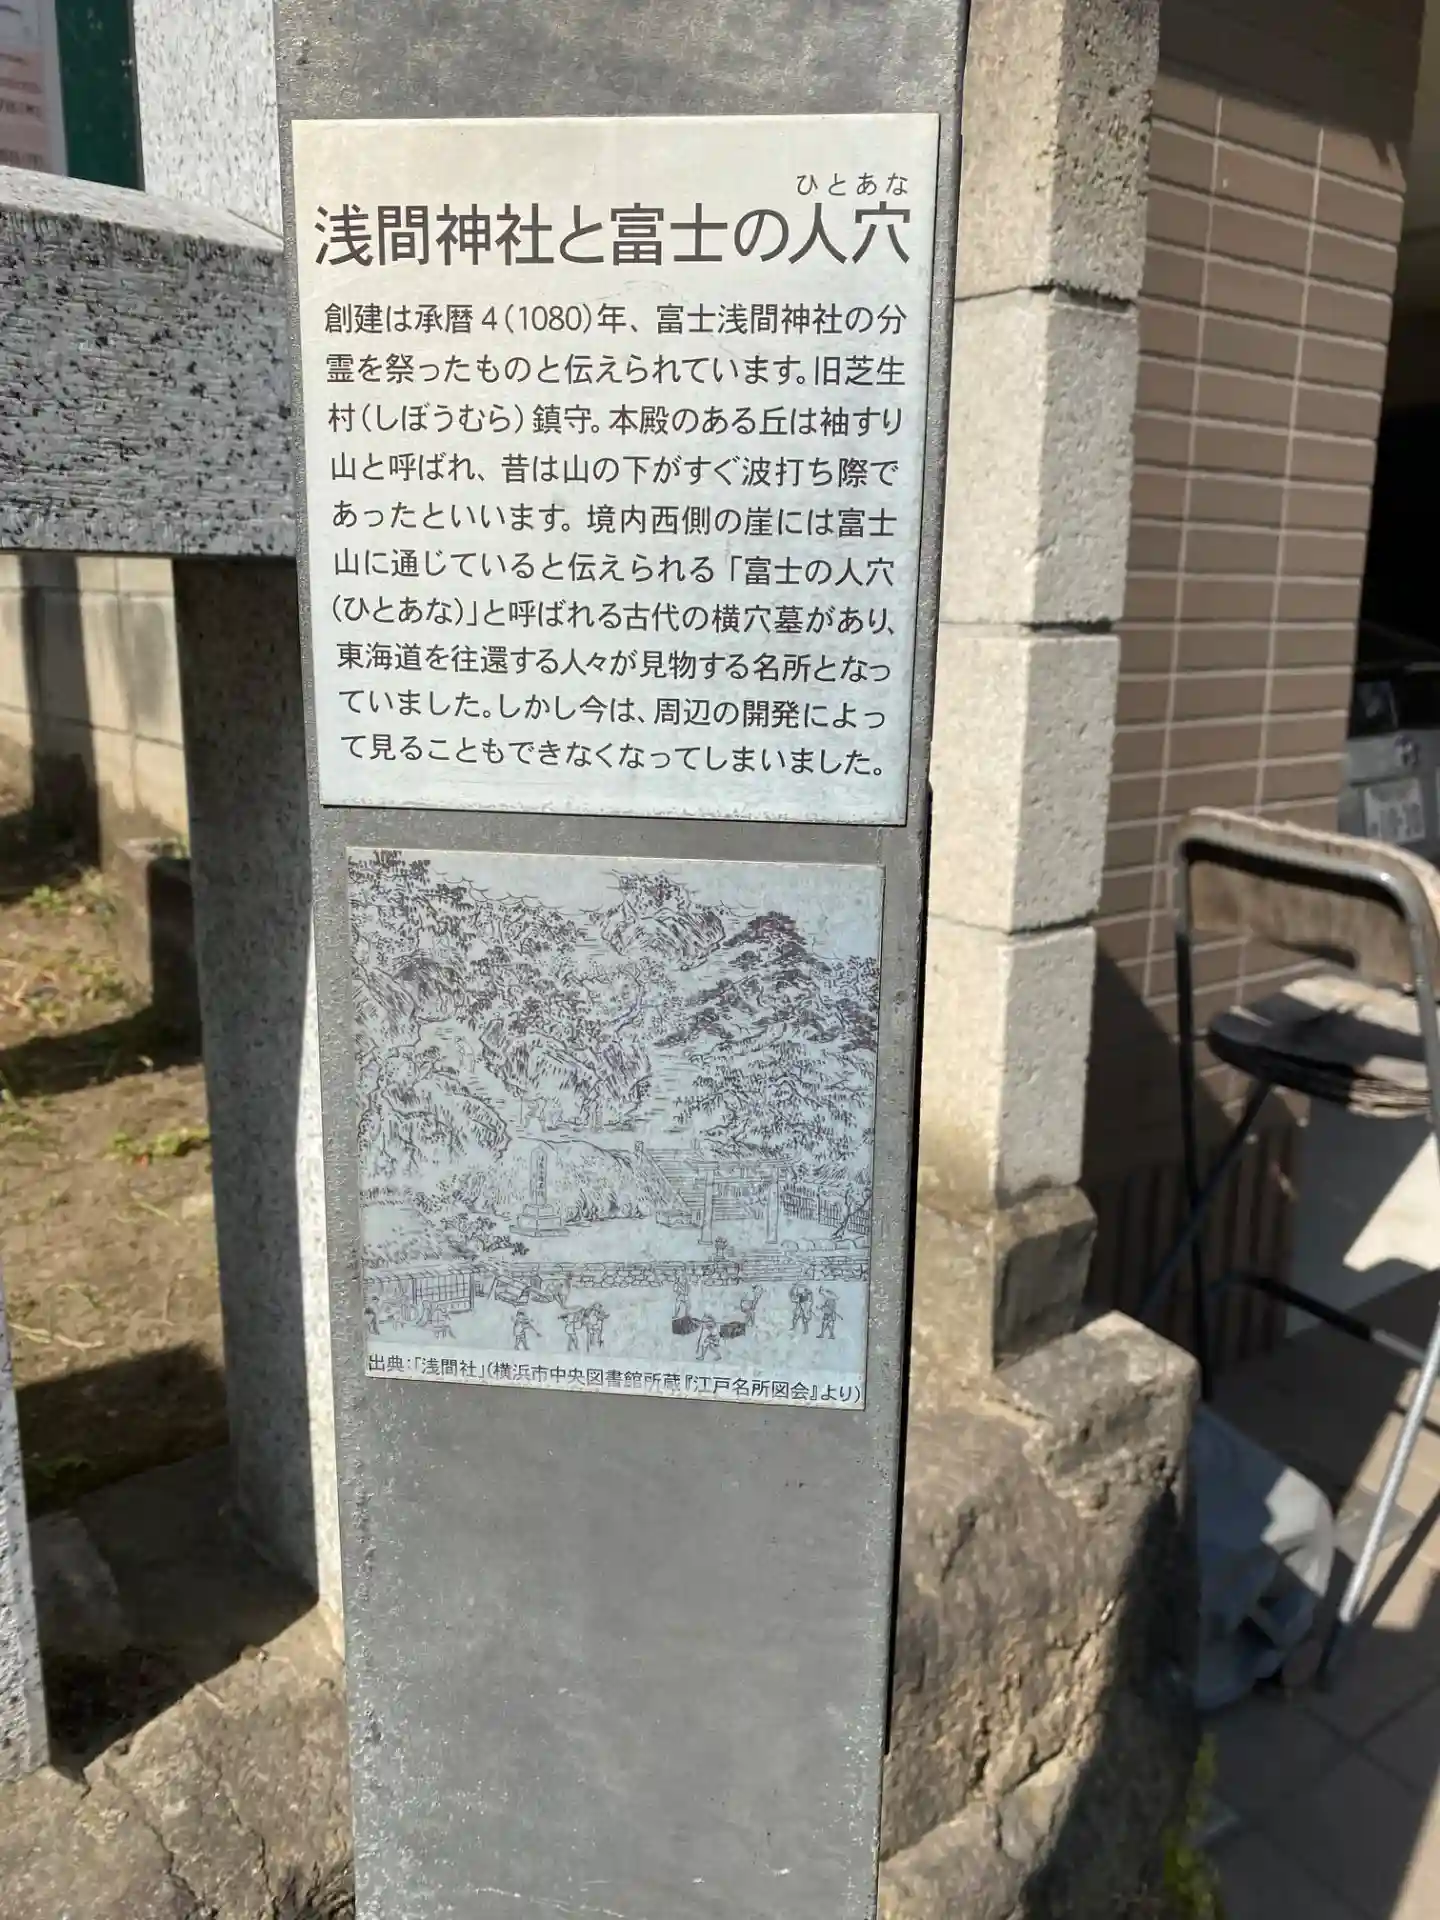 ひとあな
浅間神社と富士の人穴
創建は承暦4(1080)年、富士浅間神社の分
霊を祭ったものと伝えられています。旧芝生
村(しぼうむら)鎮守。本殿のある丘は袖すり
山と呼ばれ、昔は山の下がすぐ波打ち際で
あったといいます。境内西側の崖には富士
山に通じていると伝えられる「富士の人穴
(ひとあな)」と呼ばれる古代の横穴墓があり、
東海道を往還する人々が見物する名所となっ
ていました。しかし今は、周辺の開発によっ
て見ることもできなくなってしまいました。
出典:「浅間社」(横浜市中央図書館所蔵『江戸名所図会』より)